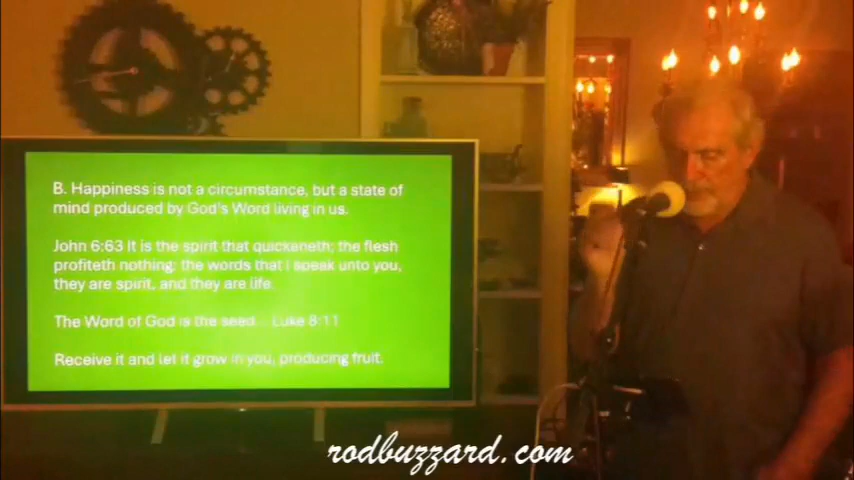 B. Happiness is not a circumstance, but a state of
mind produced by God's Word living in us.
John 6:63 It is the spirit that quickeneth; the flesh
profiteth nothing: the words that I speak unto you,
they are spirit, and they are life.
The Word of God is the seed... Luke 8:11
Receive it and let it grow in you, producing fruit.
rodbuzzard.com